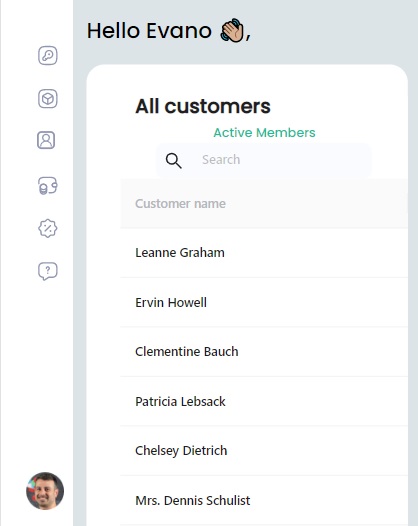 Hello Evano 👋🏼,
All customers
Active Members
Search
Customer name
Leanne Graham
Ervin Howell
Clementine Bauch
Patricia Lebsack
Chelsey Dietrich
Mrs. Dennis Schulist